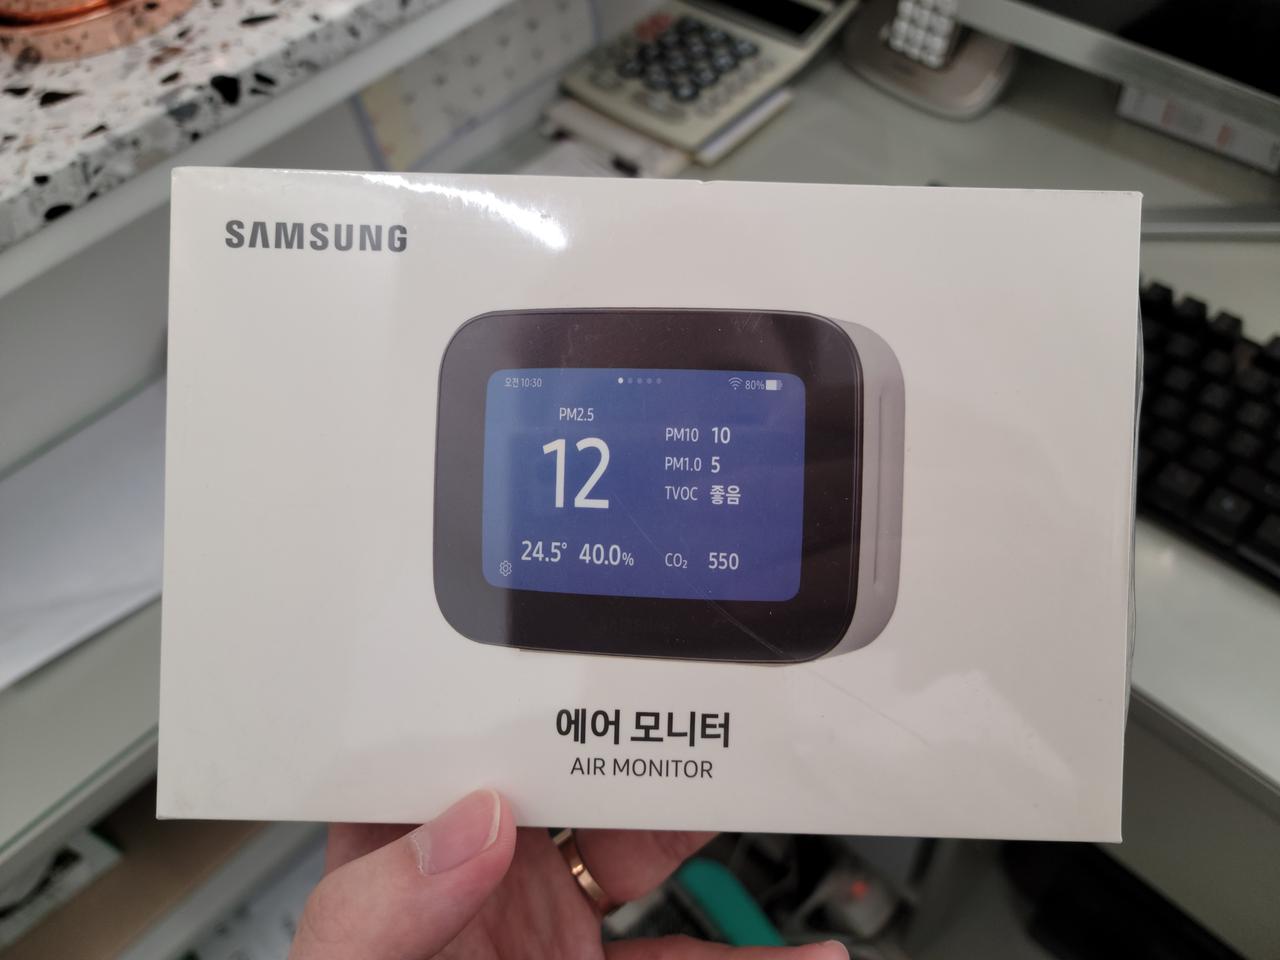 SAMSUNG
오전 10:30
80%
PM2.5
12
PM10 10
PM1.0 5
TVOC 좋음
24.5° 40.0%
CO₂ 550
SAMSUNG
에어 모니터
AIR MONITOR